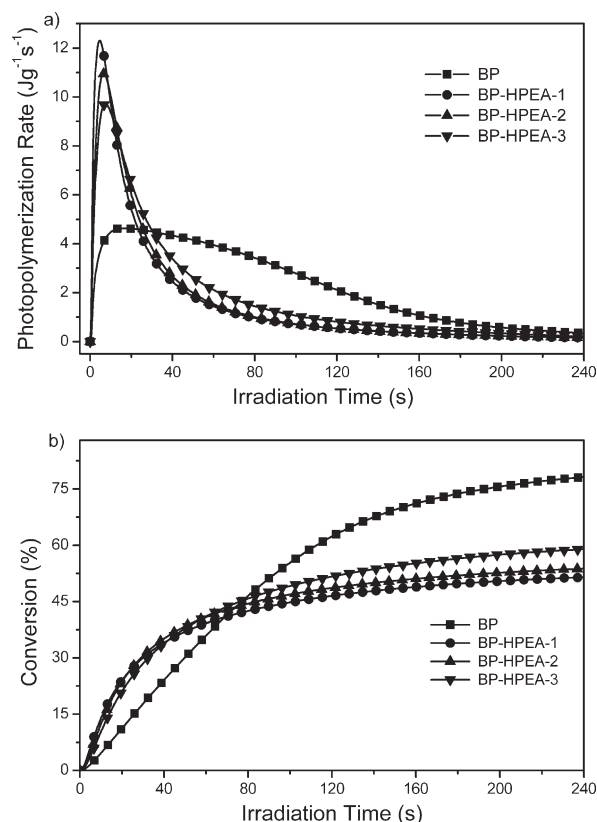 a)
Photopolymerization Rate (Jg⁻¹s⁻¹)
12
10
8
6
4
2
0
BP
BP-HPEA-1
BP-HPEA-2
BP-HPEA-3
0 40 80 120 160 200 240
Irradiation Time (s)
b)
Conversion (%)
75
60
45
30
15
0
BP
BP-HPEA-1
BP-HPEA-2
BP-HPEA-3
0 40 80 120 160 200 240
Irradiation Time (s)